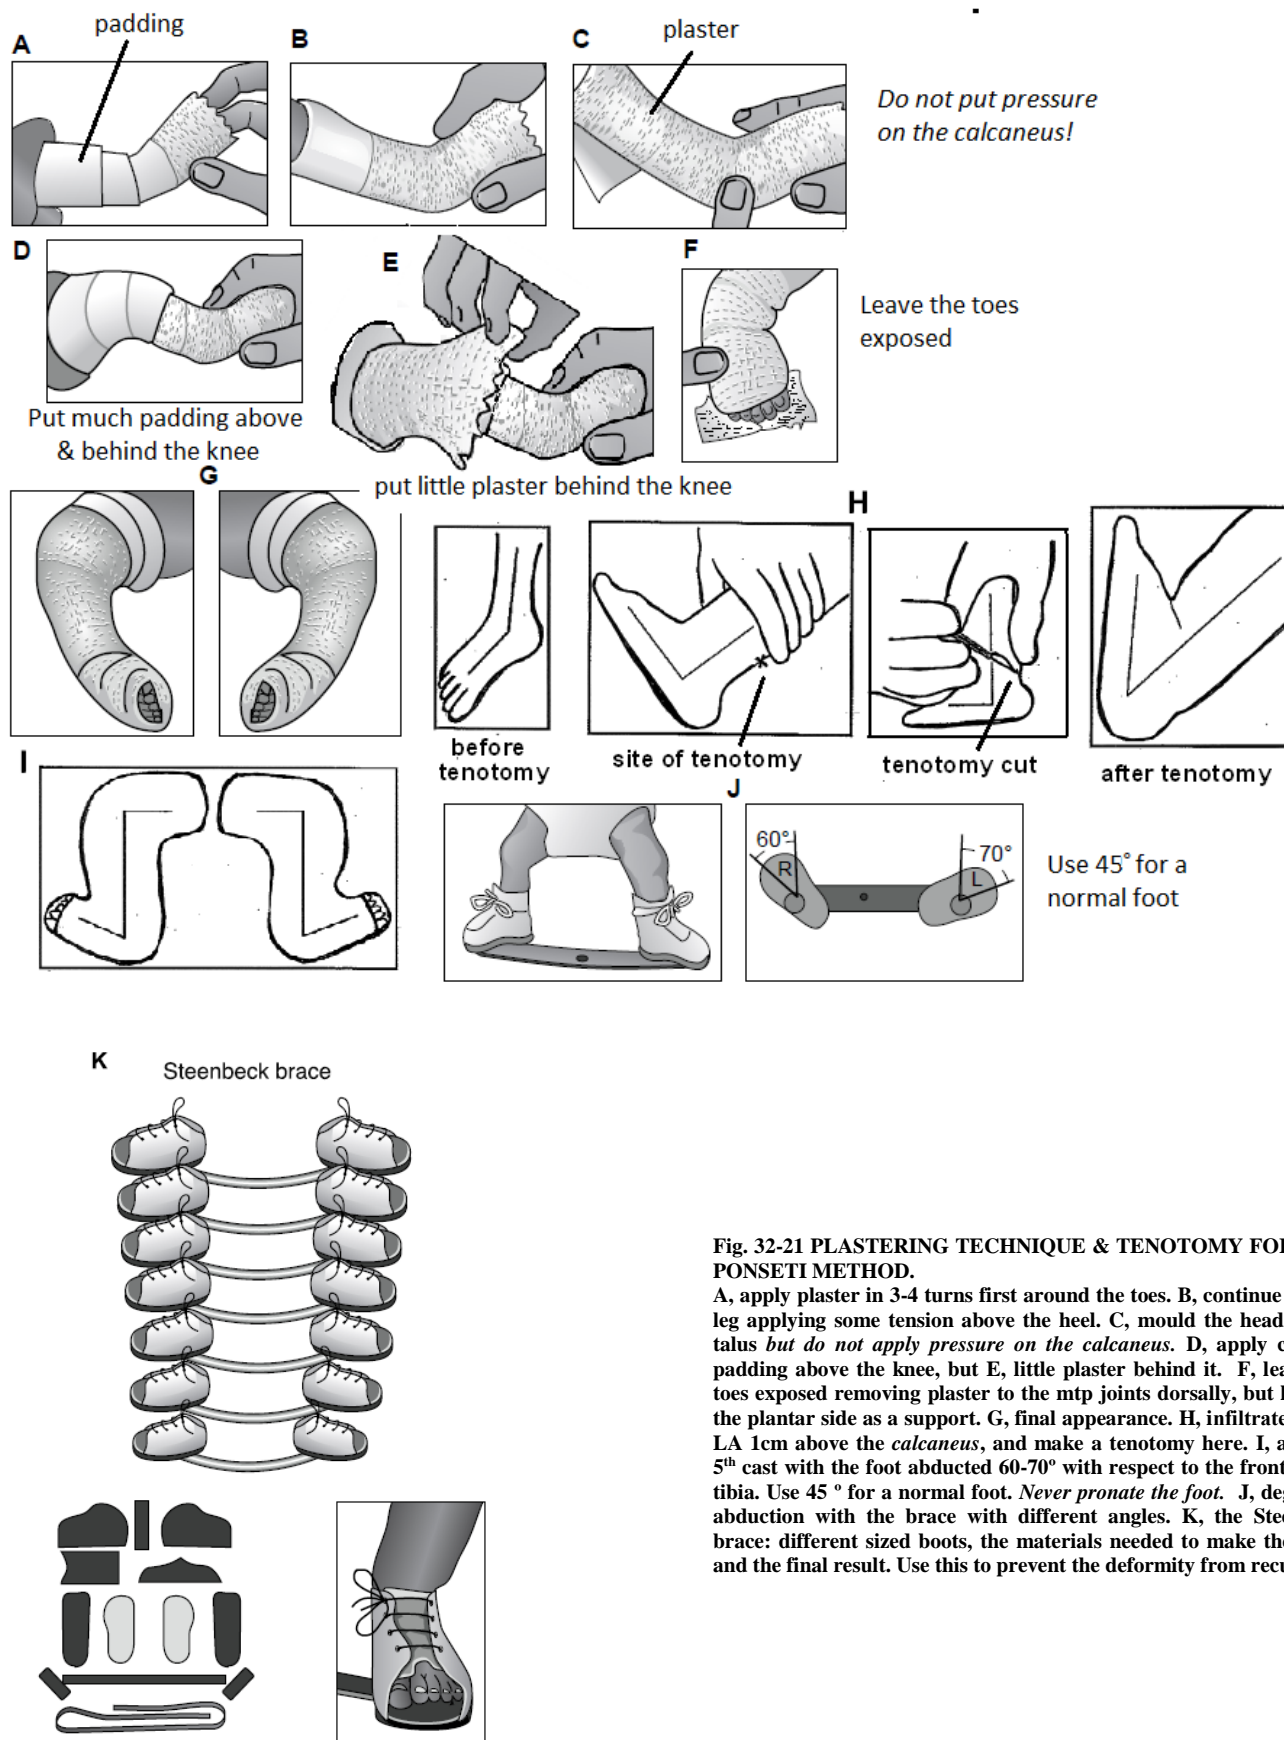 A
padding
B
C
plaster
Do not put pressure
on the calcaneus!
D
Put much padding above
& behind the knee
E
put little plaster behind the knee
F
Leave the toes
exposed
G
H
before
tenotomy
site of tenotomy
tenotomy cut
after tenotomy
I
J
60°
R
70°
L
Use 45° for a
normal foot
K
Steenbeck brace
Fig. 32-21 PLASTERING TECHNIQUE & TENOTOMY FOR
PONSETI METHOD.
A, apply plaster in 3-4 turns first around the toes. B, continue
leg applying some tension above the heel. C, mould the head
talus but do not apply pressure on the calcaneus. D, apply
padding above the knee, but E, little plaster behind it. F,
toes exposed removing plaster to the mtp joints dorsally, but
the plantar side as a support. G, final appearance. H, infiltrate
LA 1cm above the calcaneus, and make a tenotomy here. I,
5th cast with the foot abducted 60-70º with respect to the front
tibia. Use 45 º for a normal foot. Never pronate the foot. J,
abduction with the brace with different angles. K, the
brace: different sized boots, the materials needed to make
and the final result. Use this to prevent the deformity from